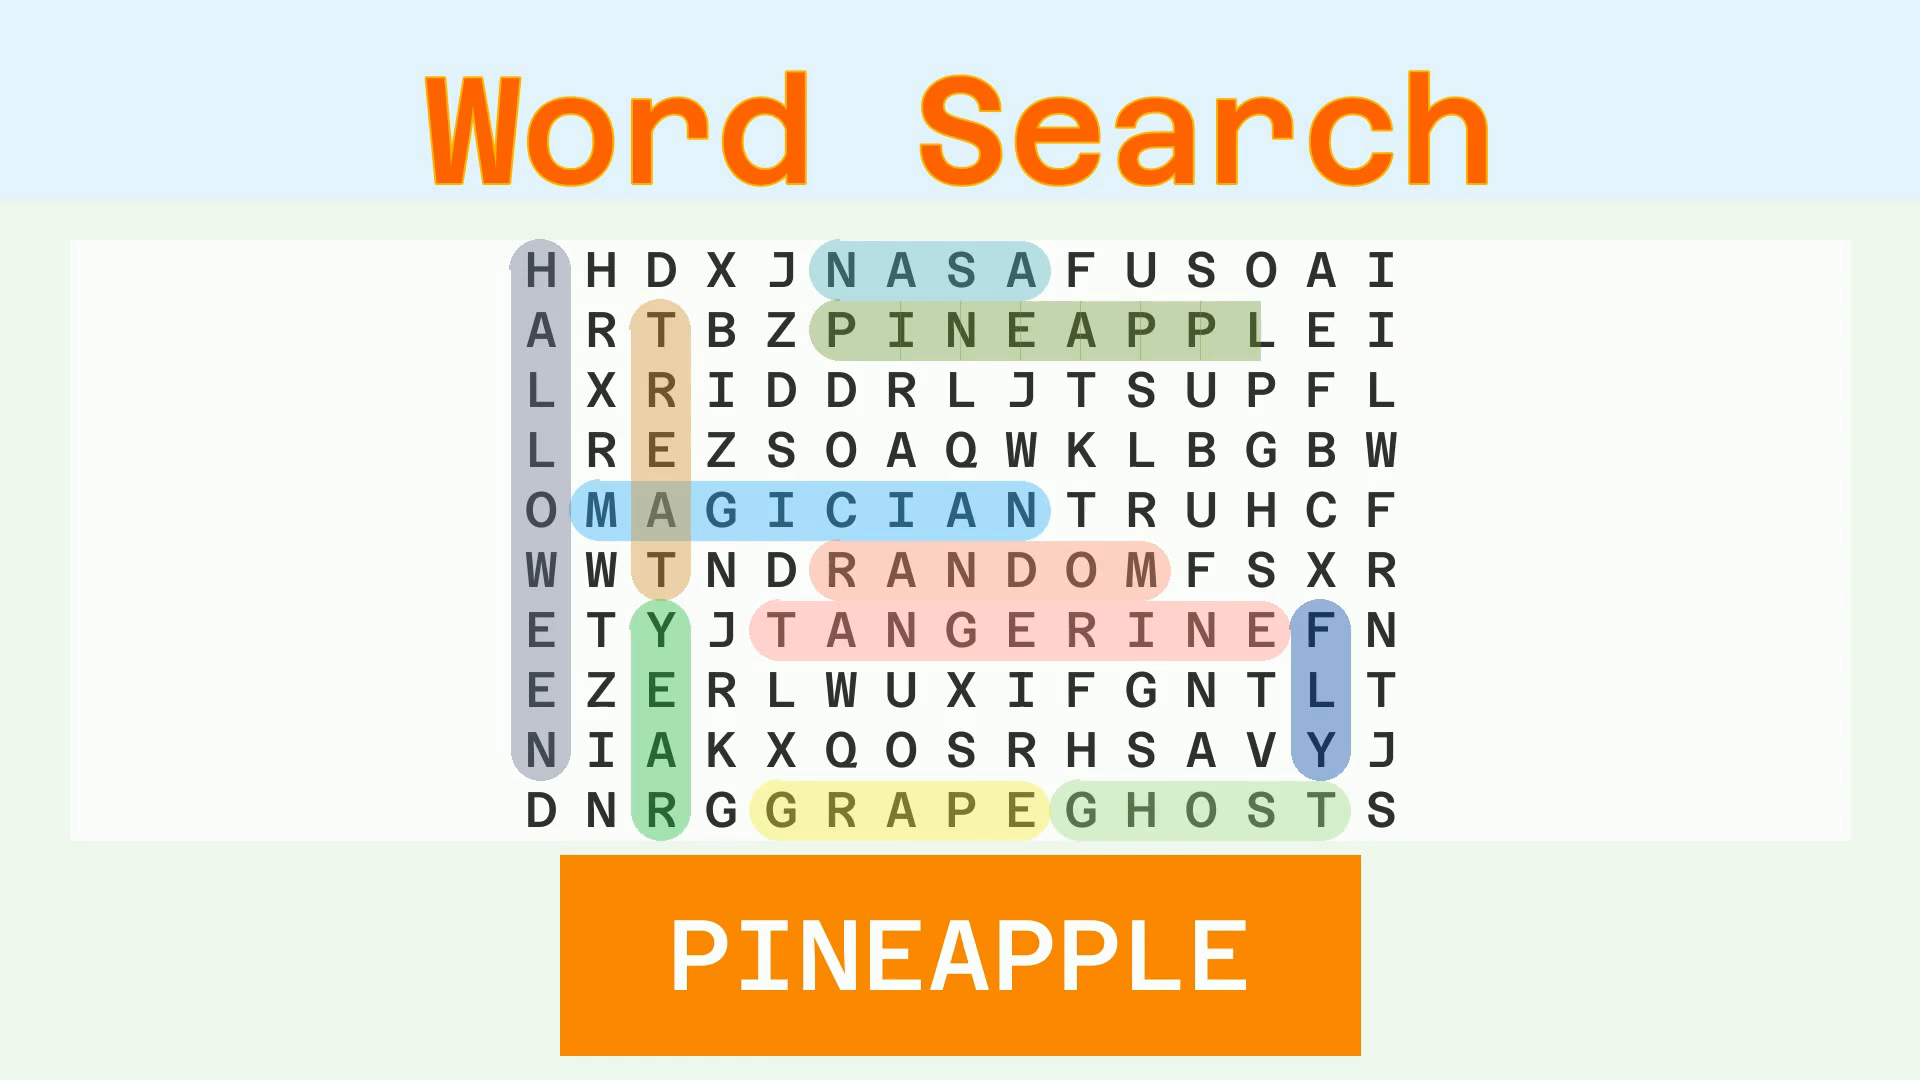 Word Search
H H D X J N A S A F U S O A I
A R T B Z P I N E A P P L E I
L X R I D D R L J T S U P F L
L R E Z S O A Q W K L B G B W
O M A G I C I A N T R U H C F
W W T N D R A N D O M F S X R
E T Y J T A N G E R I N E F N
E Z E R L W U X I F G N T L T
N I A K X Q O S R H S A V Y J
D N R G G R A P E G H O S T S
PINEAPPLE